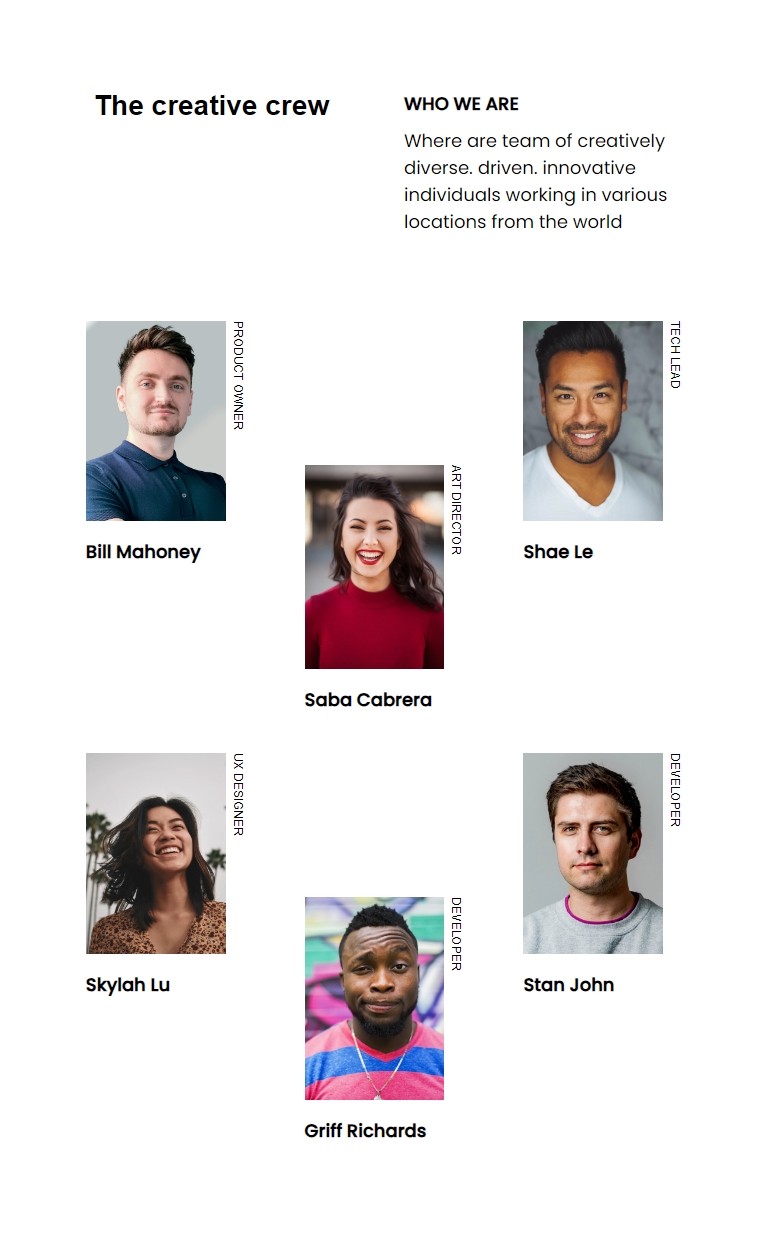 The creative crew
WHO WE ARE
Where are team of creatively
diverse. driven. innovative
individuals working in various
locations from the world
PRODUCT OWNER
Bill Mahoney
ART DIRECTOR
Saba Cabrera
TECH LEAD
Shae Le
UX DESIGNER
Skylah Lu
DEVELOPER
Griff Richards
DEVELOPER
Stan John